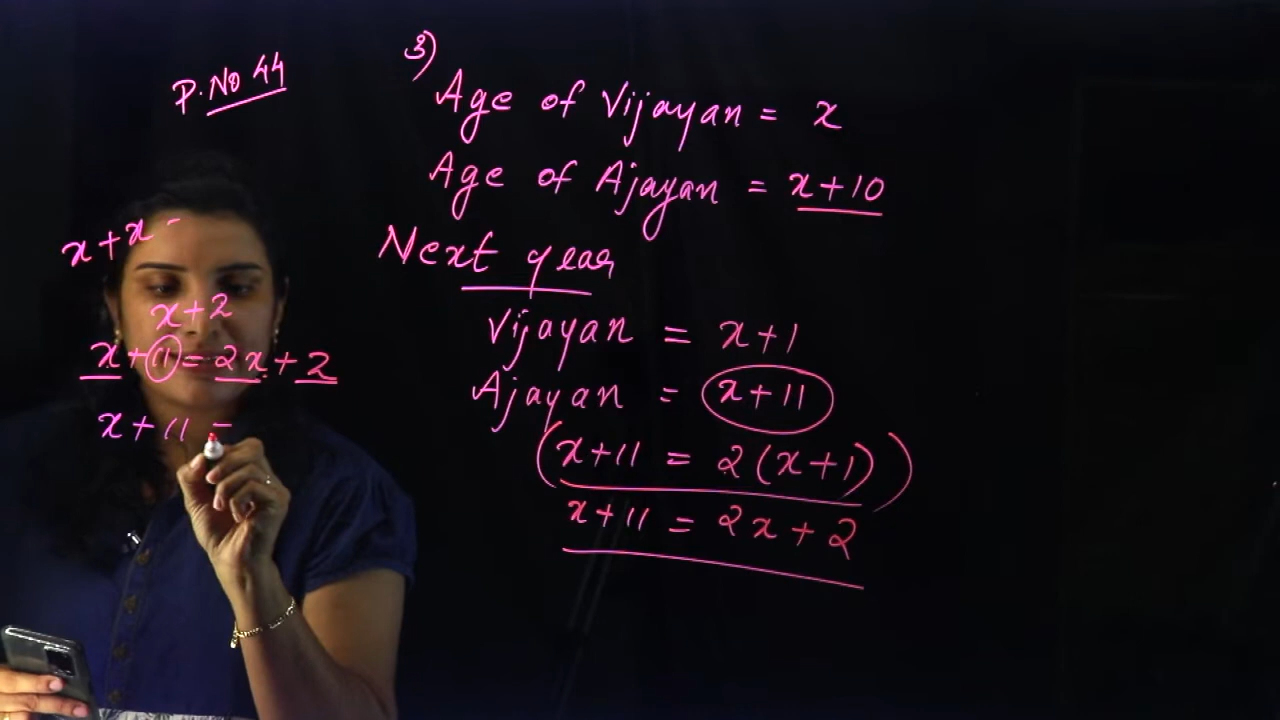 P.No 44
3)
Age of Vijayan = x
Age of Ajayan = x+10
Next year
Vijayan = x+1
Ajayan = x+11
(x+11 = 2(x+1))
x+11 = 2x+2
x+x -
x+2
x+11=2x+2
x+11 =